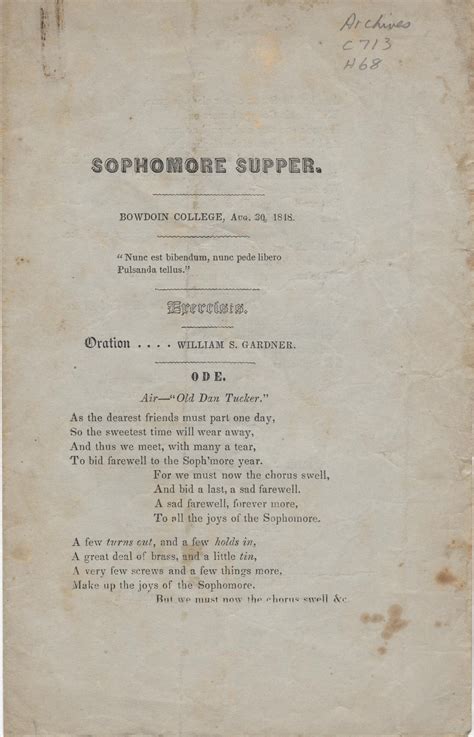 Archives
C713
H68
SOPHOMORE SUPPER.
BOWDOIN COLLEGE, AUG. 30, 1848.
"Nunc est bibendum, nunc pede libero
Pulsanda tellus."
Exercises.
Oration .... WILLIAM S. GARDNER.
ODE.
Air—"Old Dan Tucker."
As the dearest friends must part one day,
So the sweetest time will wear away,
And thus we meet, with many a tear,
To bid farewell to the Soph'more year.
For we must now the chorus swell,
And bid a last, a sad farewell.
A sad farewell, forever more,
To all the joys of the Sophomore.
A few turns out, and a few holds in,
A great deal of brass, and a little tin,
A very few screws and a few things more,
Make up the joys of the Sophomore.
But we must now the chorus swell &c.